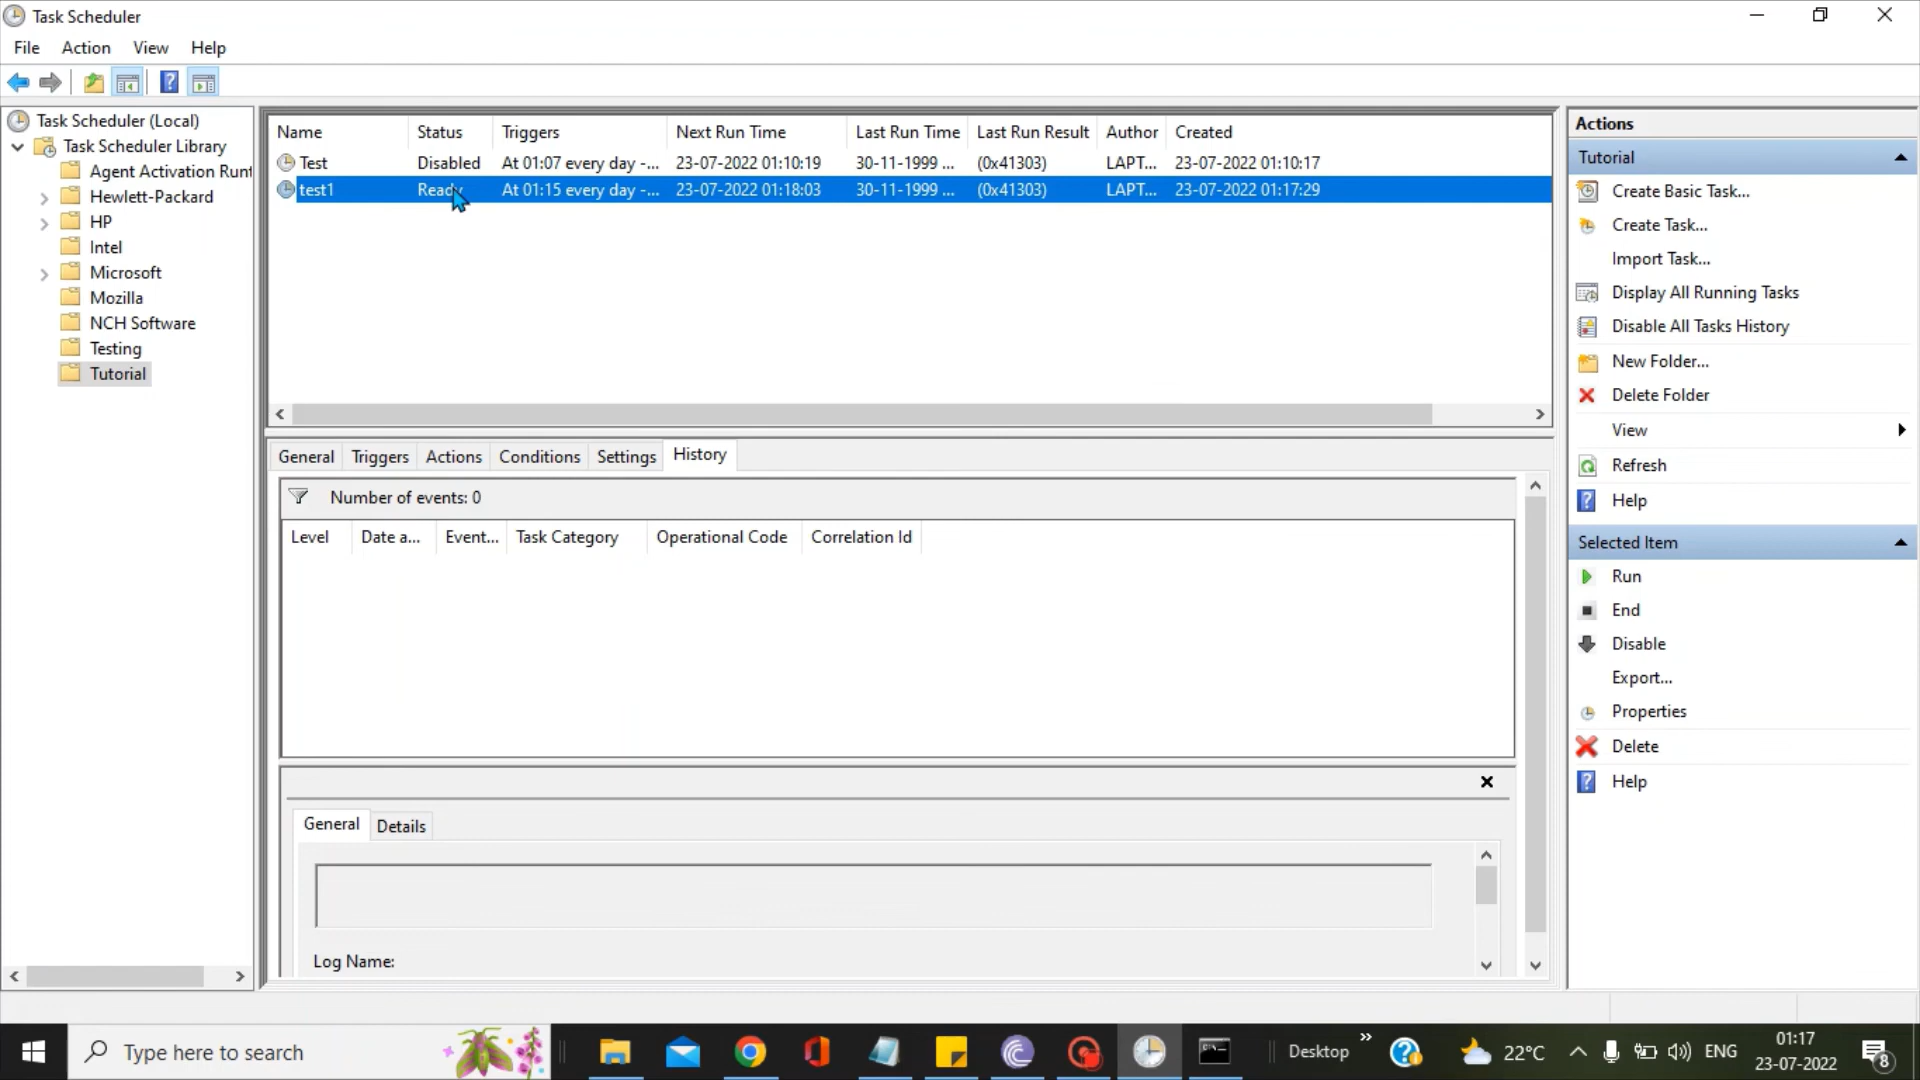 Task Scheduler
File Action View Help
Task Scheduler (Local)
Task Scheduler Library
Agent Activation Runt
Hewlett-Packard
HP
Intel
Microsoft
Mozilla
NCH Software
Testing
Tutorial
Name Status Triggers Next Run Time Last Run Time Last Run Result Author Created
Test Disabled At 01:07 every day -... 23-07-2022 01:10:19 30-11-1999 ... (0x41303) LAPT... 23-07-2022 01:10:17
test1 Ready At 01:15 every day -... 23-07-2022 01:18:03 30-11-1999 ... (0x41303) LAPT... 23-07-2022 01:17:29
General Triggers Actions Conditions Settings History
Number of events: 0
Level Date a... Event... Task Category Operational Code Correlation Id
General Details
Log Name:
Actions
Tutorial
Create Basic Task...
Create Task...
Import Task...
Display All Running Tasks
Disable All Tasks History
New Folder...
Delete Folder
View
Refresh
Help
Selected Item
Run
End
Disable
Export...
Properties
Delete
Help
Type here to search
Desktop
22°C
ENG
01:17
23-07-2022
8